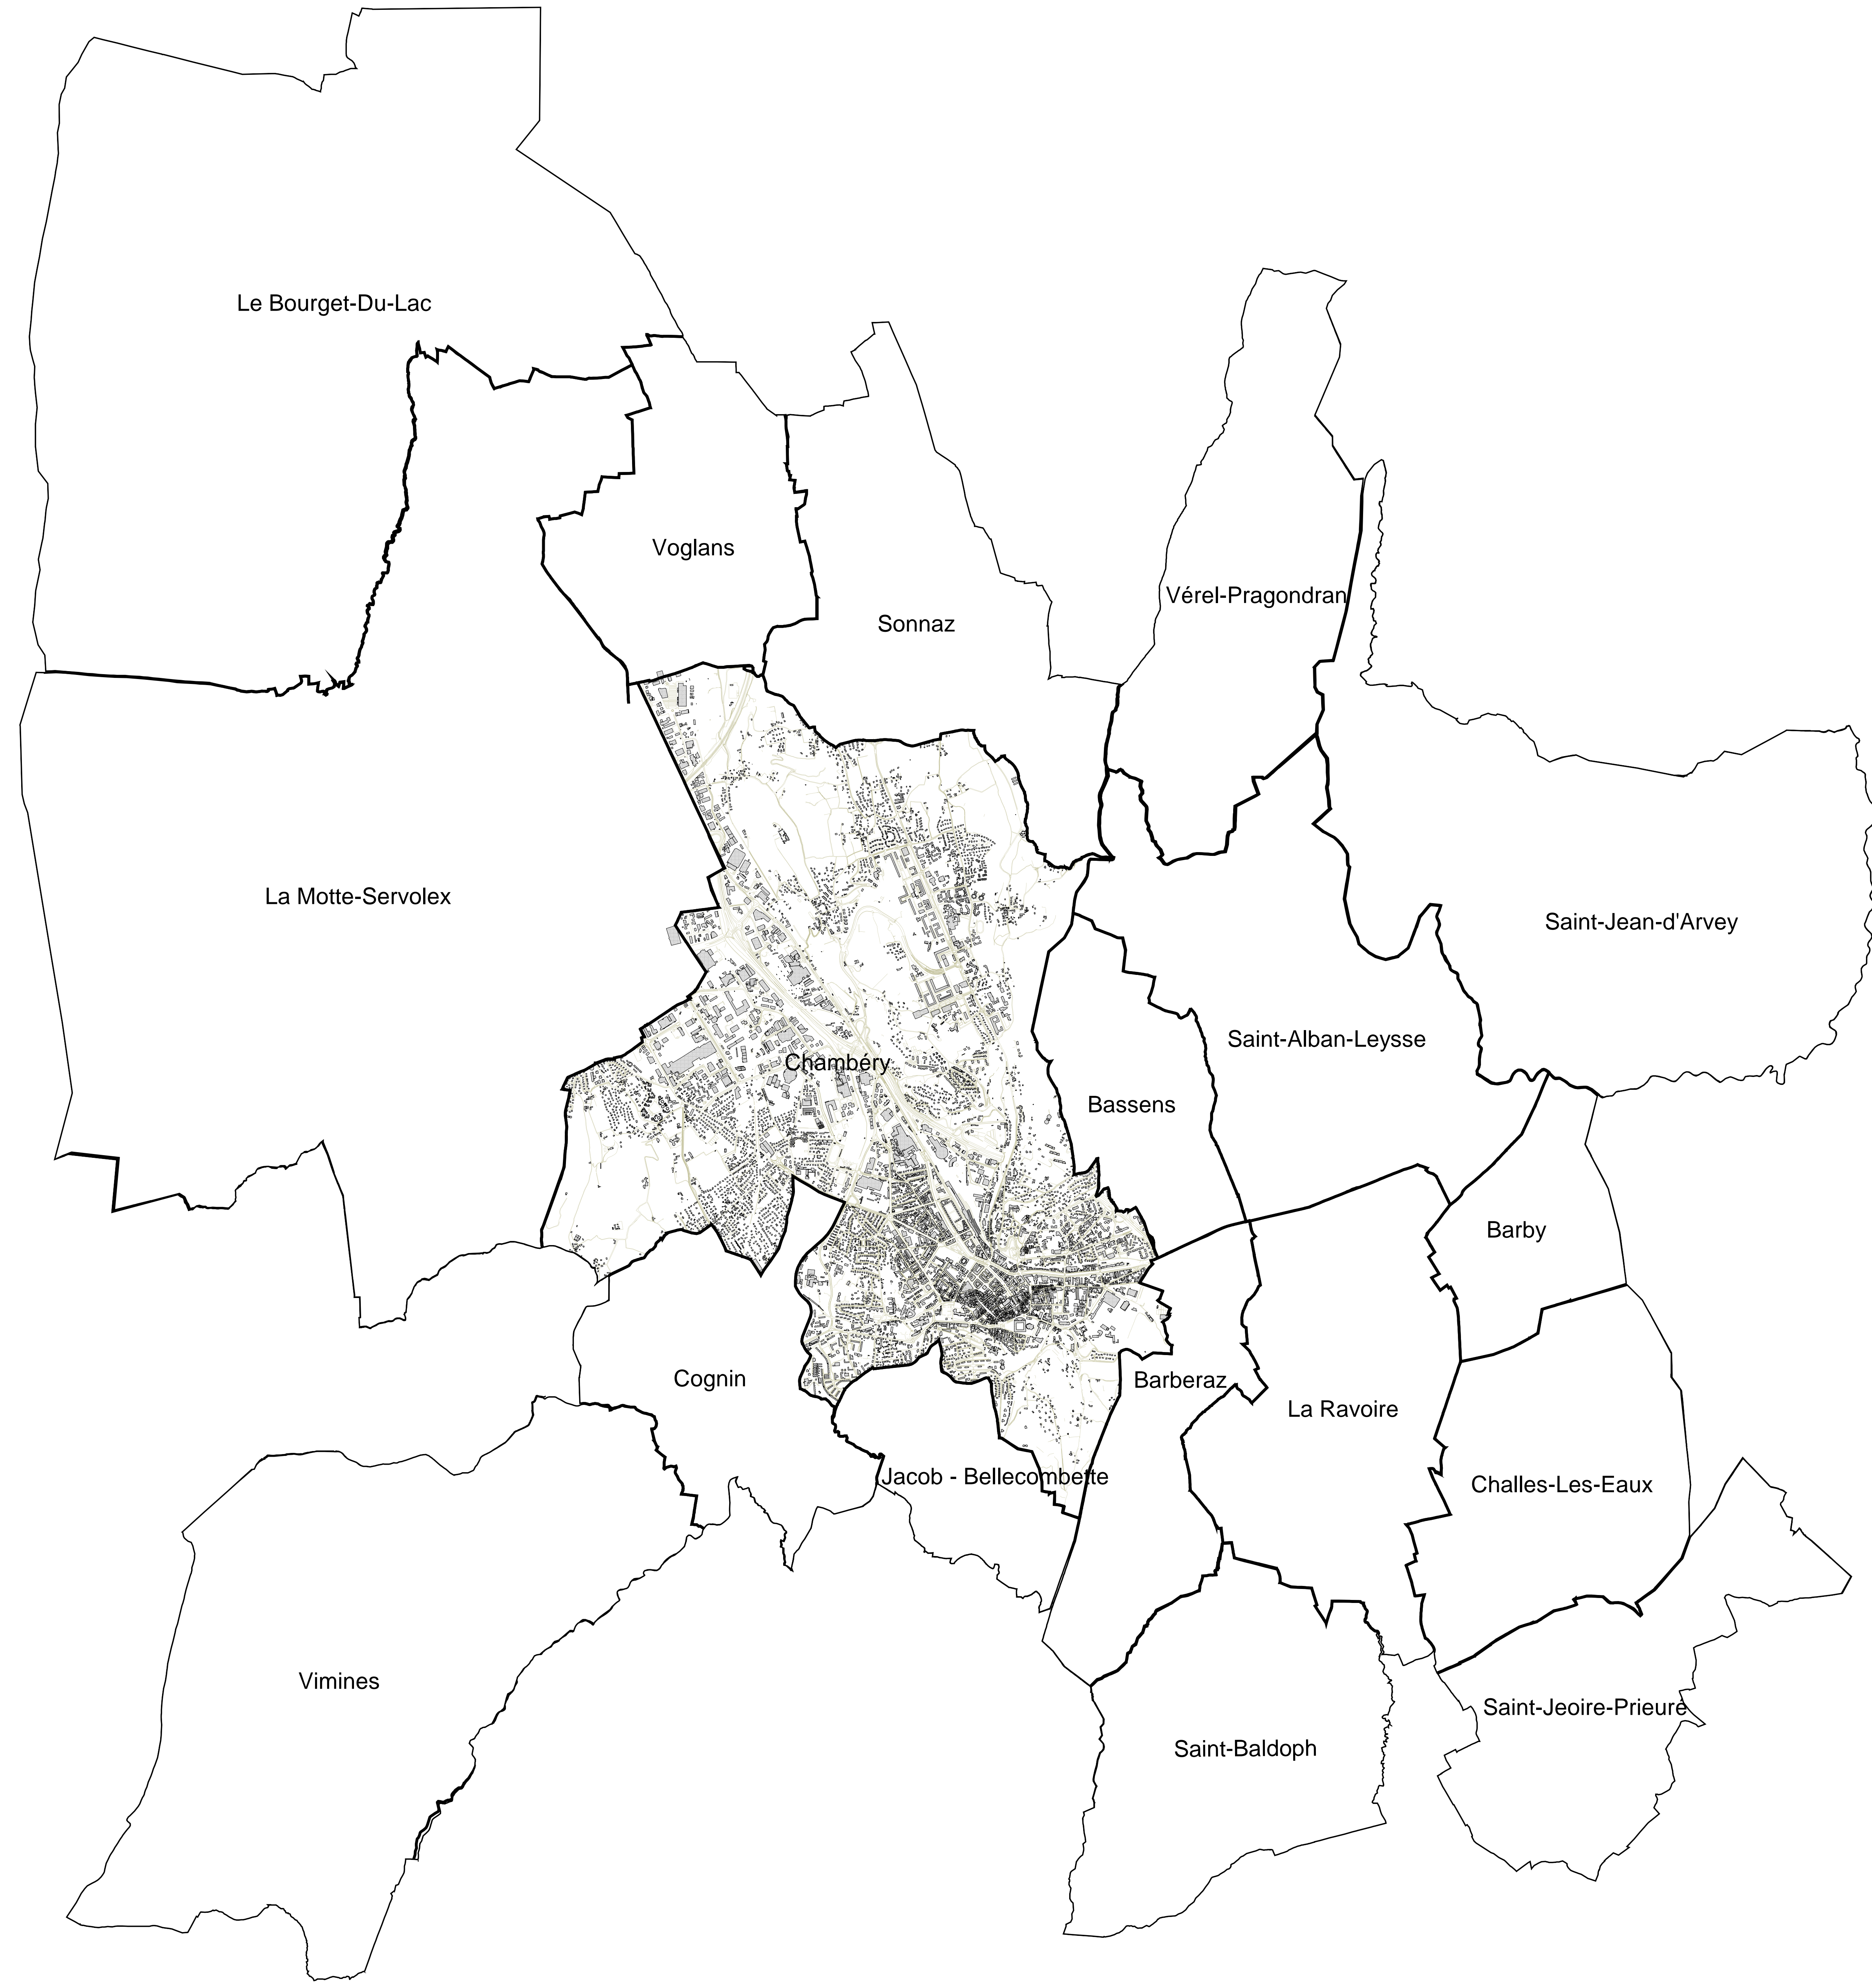 Le Bourget-Du-Lac
Voglans
Vérel-Pragondran
Sonnaz
La Motte-Servolex
Saint-Jean-d'Arvey
Saint-Alban-Leysse
Chambéry
Bassens
Barby
Cognin
Barberaz
La Ravoire
Jacob - Bellecombette
Challes-Les-Eaux
Vimines
Saint-Jeoire-Prieuré
Saint-Baldoph